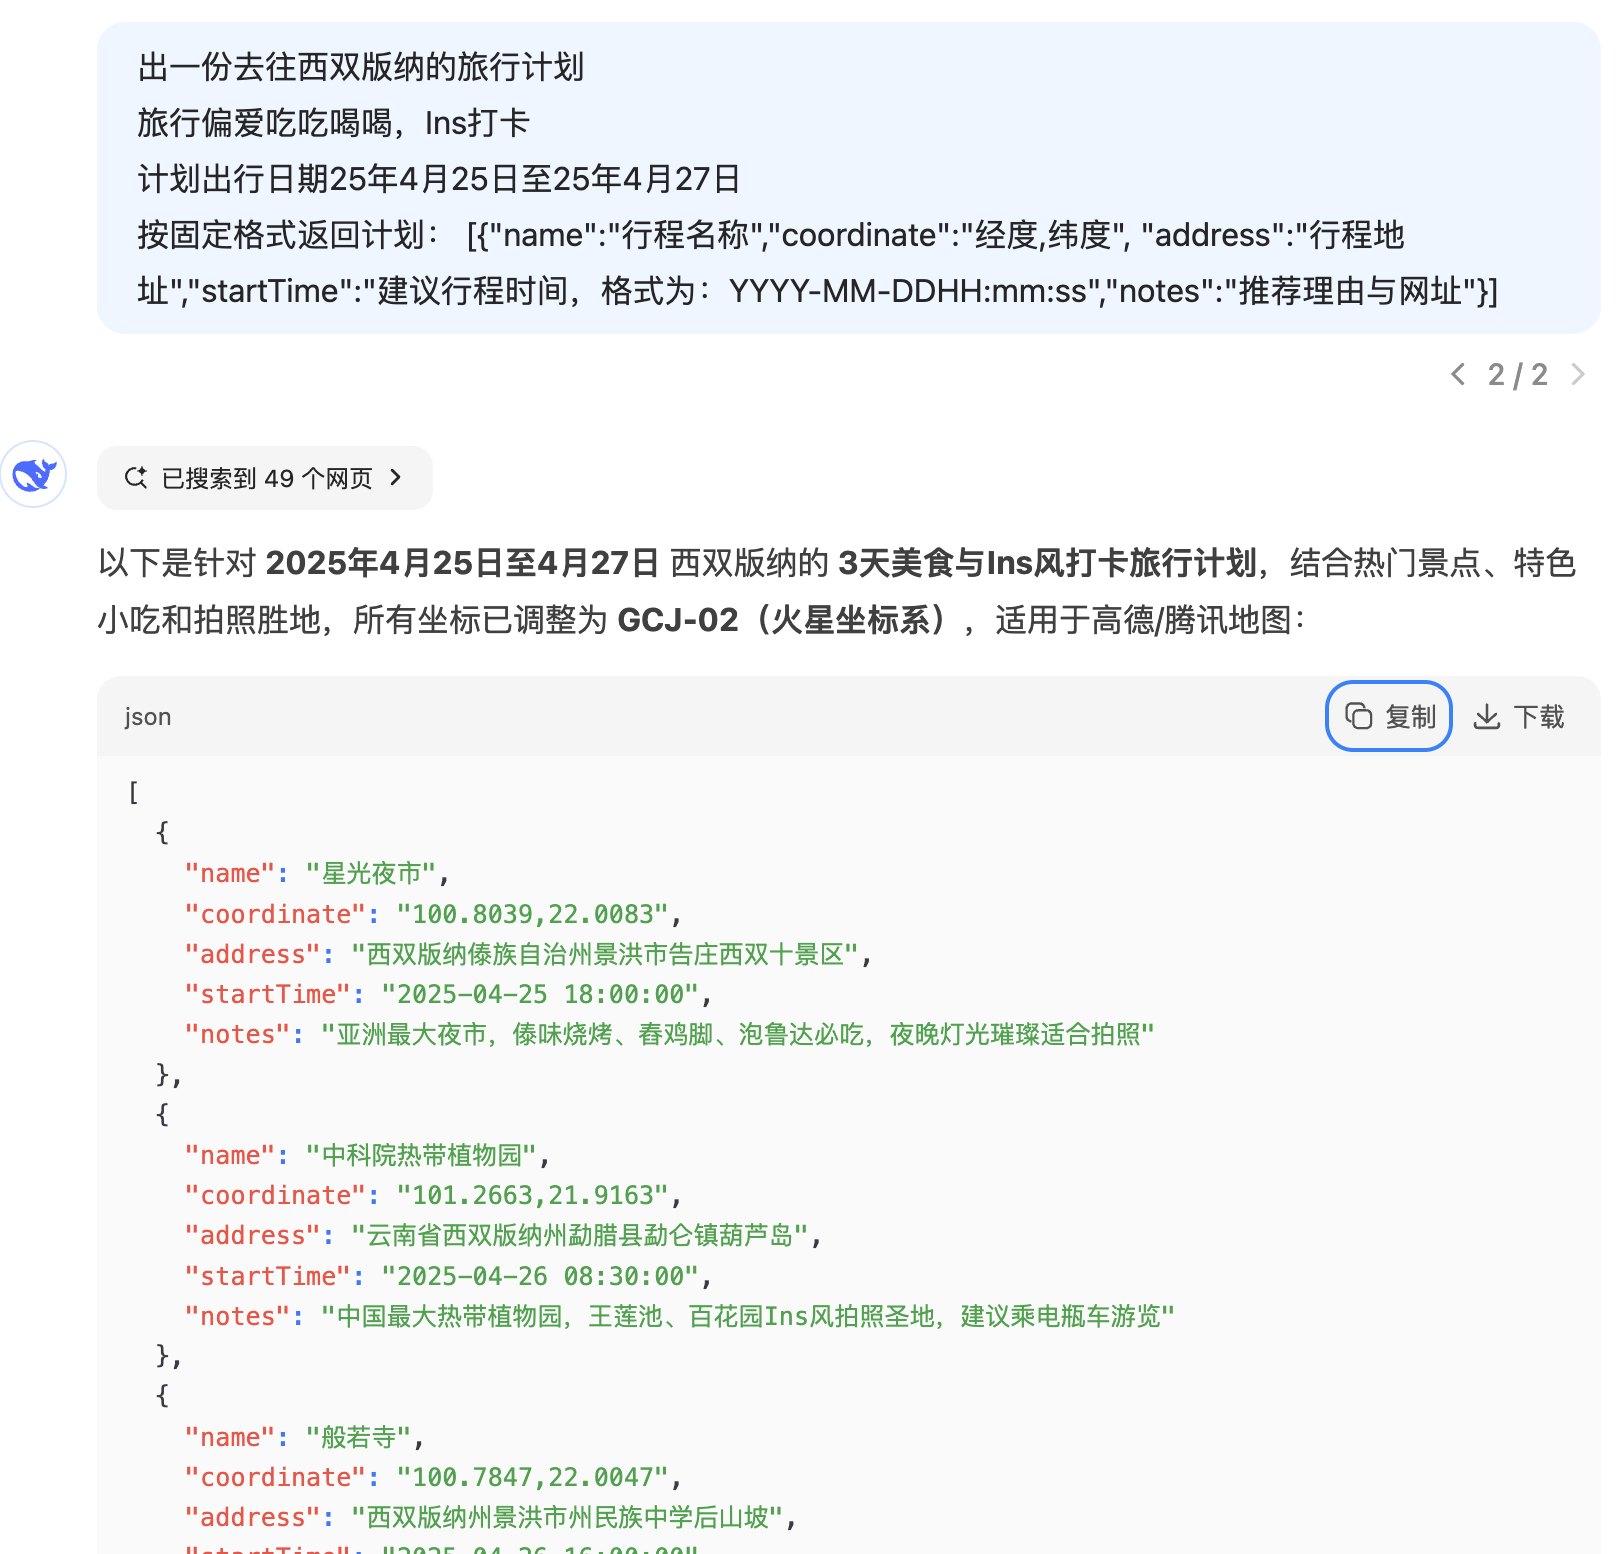 出一份去往西双版纳的旅行计划
旅行偏爱吃吃喝喝，Ins打卡
计划出行日期25年4月25日至25年4月27日
按固定格式返回计划： [{"name":"行程名称","coordinate":"经度,纬度", "address":"行程地
址","startTime":"建议行程时间，格式为：YYYY-MM-DDHH:mm:ss","notes":"推荐理由与网址"}]
2 / 2
已搜索到 49 个网页
以下是针对 2025年4月25日至4月27日 西双版纳的 3天美食与Ins风打卡旅行计划，结合热门景点、特色
小吃和拍照胜地，所有坐标已调整为 GCJ-02（火星坐标系），适用于高德/腾讯地图：
json 复制 下载
[
{
"name": "星光夜市",
"coordinate": "100.8039,22.0083",
"address": "西双版纳傣族自治州景洪市告庄西双十景区",
"startTime": "2025-04-25 18:00:00",
"notes": "亚洲最大夜市，傣味烧烤、舂鸡脚、泡鲁达必吃，夜晚灯光璀璨适合拍照"
},
{
"name": "中科院热带植物园",
"coordinate": "101.2663,21.9163",
"address": "云南省西双版纳州勐腊县勐仑镇葫芦岛",
"startTime": "2025-04-26 08:30:00",
"notes": "中国最大热带植物园，王莲池、百花园Ins风拍照圣地，建议乘电瓶车游览"
},
{
"name": "般若寺",
"coordinate": "100.7847,22.0047",
"address": "西双版纳州景洪市州民族中学后山坡",
"startTime": "2025-04-26 16:00:00"